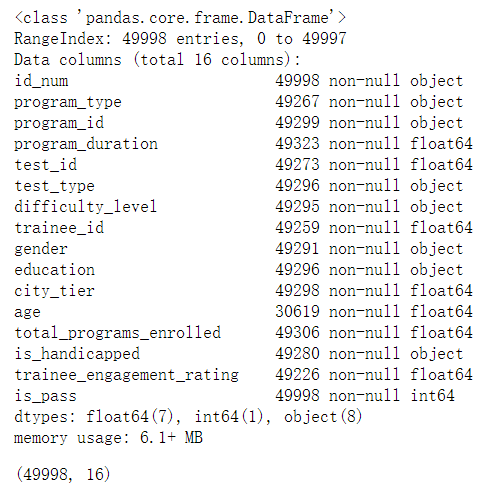 <class 'pandas.core.frame.DataFrame'>
RangeIndex: 49998 entries, 0 to 49997
Data columns (total 16 columns):
id_num                       49998 non-null object
program_type                 49267 non-null object
program_id                   49299 non-null object
program_duration             49323 non-null float64
test_id                      49273 non-null float64
test_type                    49296 non-null object
difficulty_level             49295 non-null object
trainee_id                   49259 non-null float64
gender                       49291 non-null object
education                    49296 non-null object
city_tier                    49298 non-null float64
age                          30619 non-null float64
total_programs_enrolled      49306 non-null float64
is_handicapped               49280 non-null object
trainee_engagement_rating    49226 non-null float64
is_pass                      49998 non-null int64
dtypes: float64(7), int64(1), object(8)
memory usage: 6.1+ MB
(49998, 16)